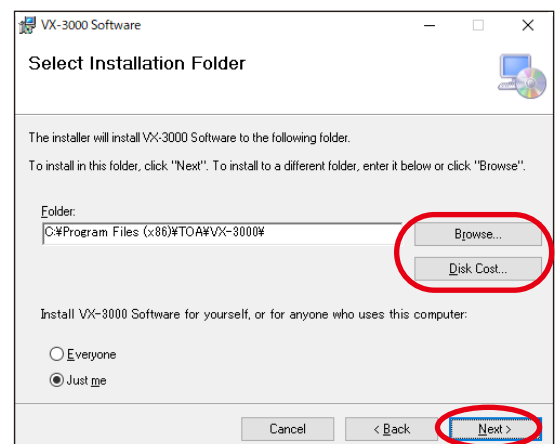 VX-3000 Software
Select Installation Folder
The installer will install VX-3000 Software to the following folder.
To install in this folder, click "Next". To install to a different folder, enter it below or click "Browse".
Folder:
C:¥Program Files (x86)¥TOA¥VX-3000¥
Browse...
Disk Cost...
Install VX-3000 Software for yourself, or for anyone who uses this computer:
Everyone
Just me
Cancel
< Back
Next >